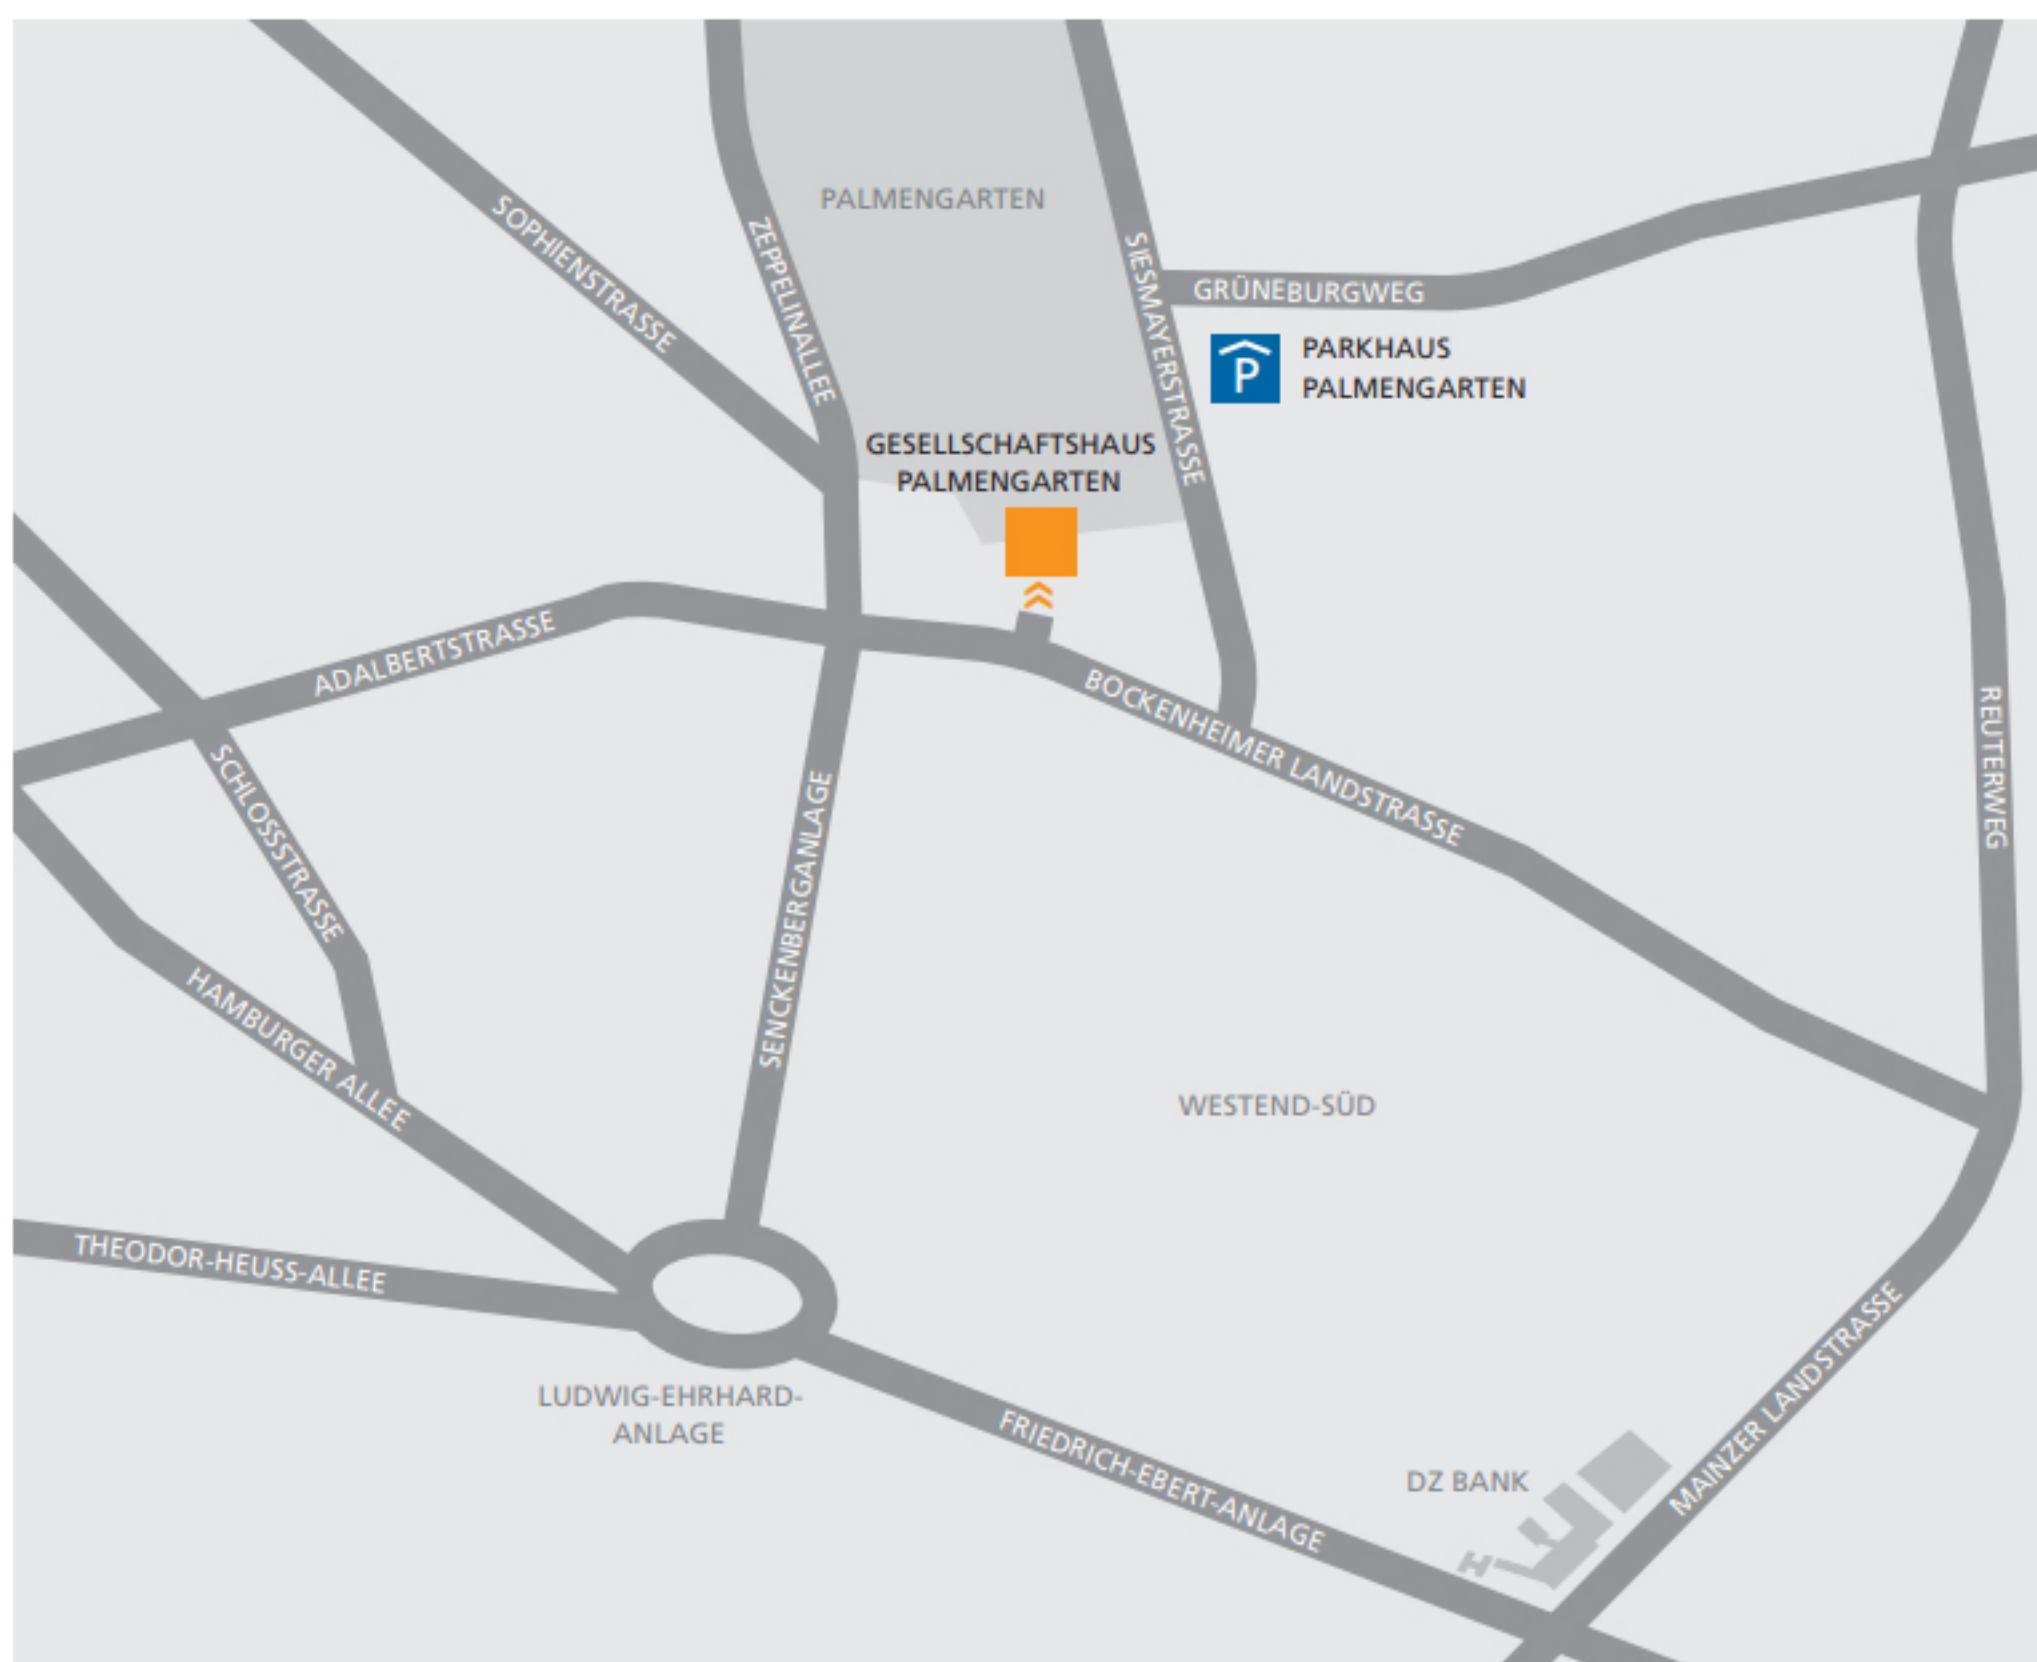 PALMENGARTEN
SOPHIENSTRASSE
ZEPPELINALLEE
SIESMAYERSTRASSE
GRÜNEBURGWEG
P
PARKHAUS
PALMENGARTEN
GESELLSCHAFTSHAUS
PALMENGARTEN
ADALBERTSTRASSE
BOCKENHEIMER LANDSTRASSE
REUTERWEG
SCHLOSSSTRASSE
SENCKENBERGANLAGE
HAMBURGER ALLEE
WESTEND-SÜD
THEODOR-HEUSS-ALLEE
LUDWIG-EHRHARD-
ANLAGE
FRIEDRICH-EBERT-ANLAGE
DZ BANK
MAINZER LANDSTRASSE